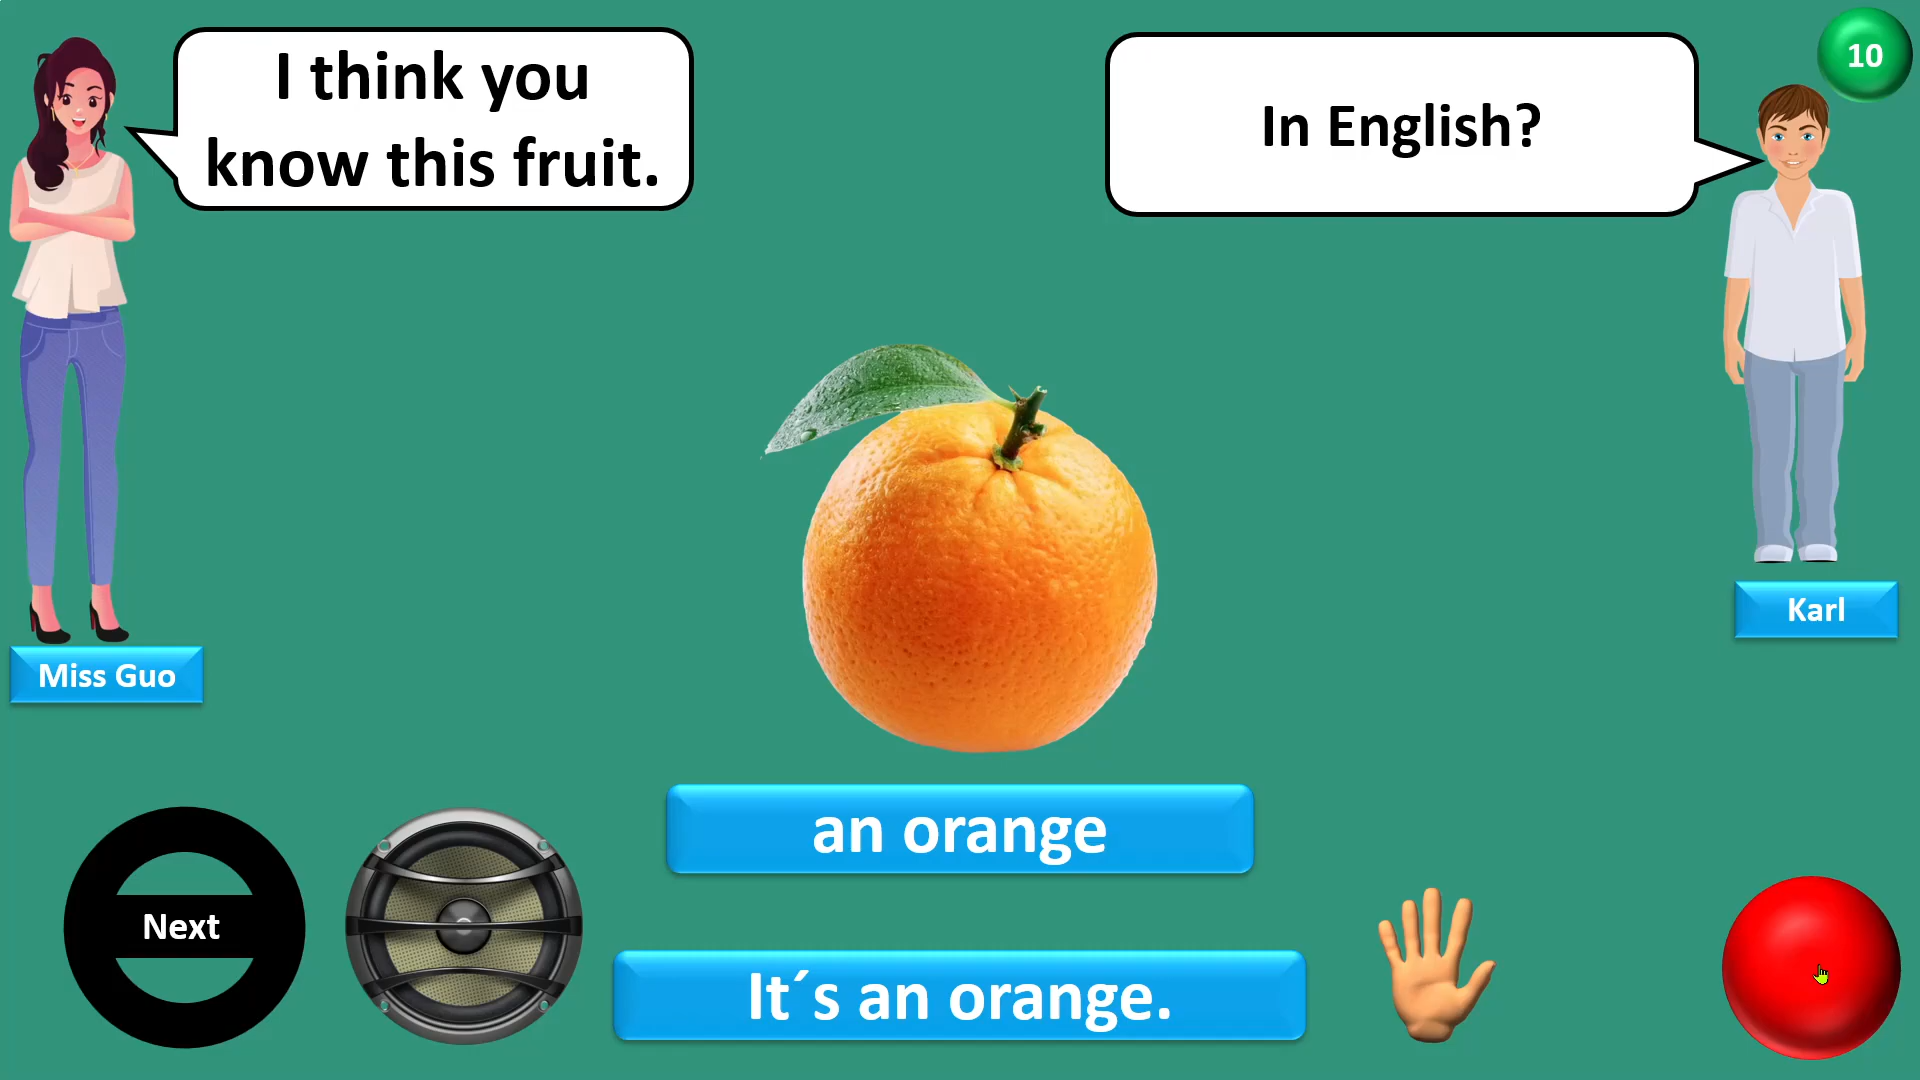 I think you
know this fruit.
In English?
10
Karl
Miss Guo
an orange
Next
It´s an orange.